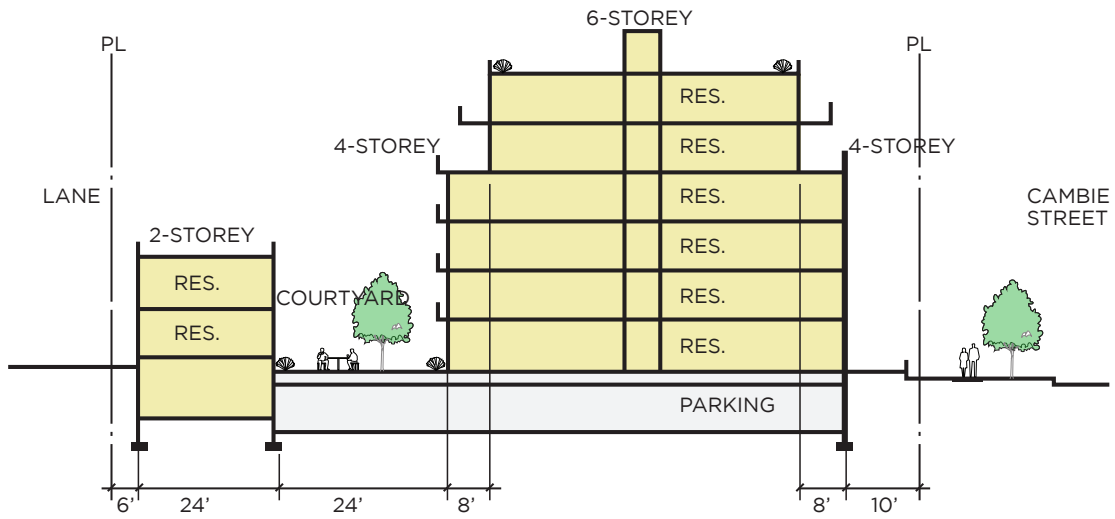 6-STOREY
PL
PL
RES.
RES.
4-STOREY
4-STOREY
LANE
RES.
CAMBIE
STREET
2-STOREY
RES.
RES.
COURTYARD
RES.
RES.
RES.
PARKING
6’
24’
24’
8’
8’
10’